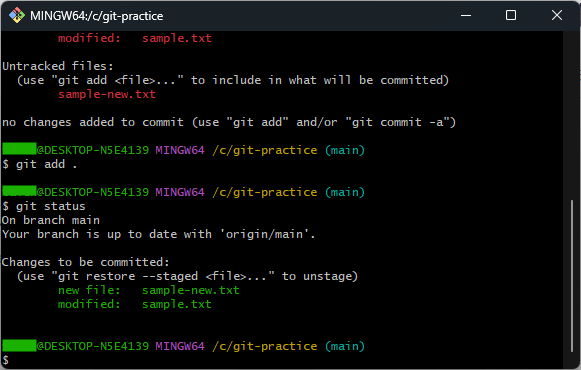 MINGW64:/c/git-practice
modified: sample.txt
Untracked files:
(use "git add <file>..." to include in what will be committed)
sample-new.txt
no changes added to commit (use "git add" and/or "git commit -a")
@DESKTOP-N5E4139 MINGW64 /c/git-practice (main)
$ git add .
@DESKTOP-N5E4139 MINGW64 /c/git-practice (main)
$ git status
On branch main
Your branch is up to date with 'origin/main'.
Changes to be committed:
(use "git restore --staged <file>..." to unstage)
new file: sample-new.txt
modified: sample.txt
@DESKTOP-N5E4139 MINGW64 /c/git-practice (main)
$